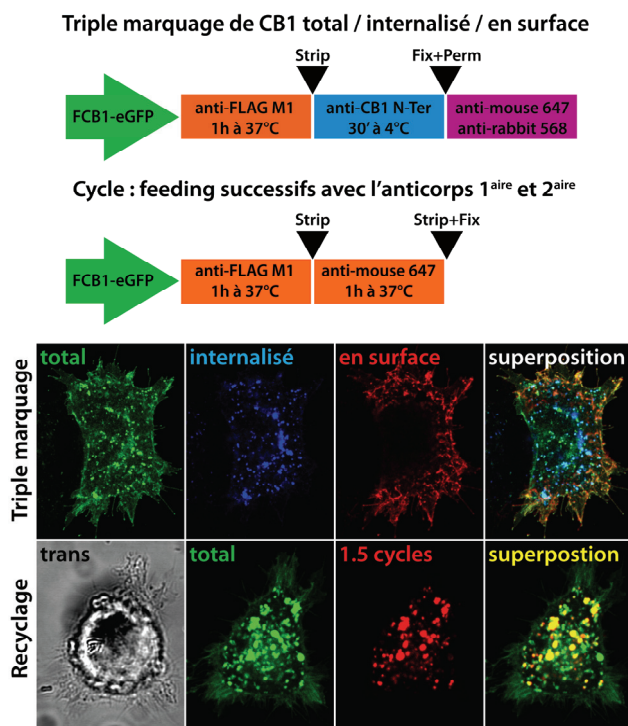 Triple marquage de CB1 total / internalisé / en surface
Strip
Fix+Perm
FCB1-eGFP
anti-FLAG M1
1h à 37°C
anti-CB1 N-Ter
30' à 4°C
anti-mouse 647
anti-rabbit 568
Cycle : feeding successifs avec l'anticorps 1aire et 2aire
Strip
Strip+Fix
FCB1-eGFP
anti-FLAG M1
1h à 37°C
anti-mouse 647
1h à 37°C
Triple marquage
total
internalisé
en surface
superposition
Recyclage
trans
total
1.5 cycles
superpostion